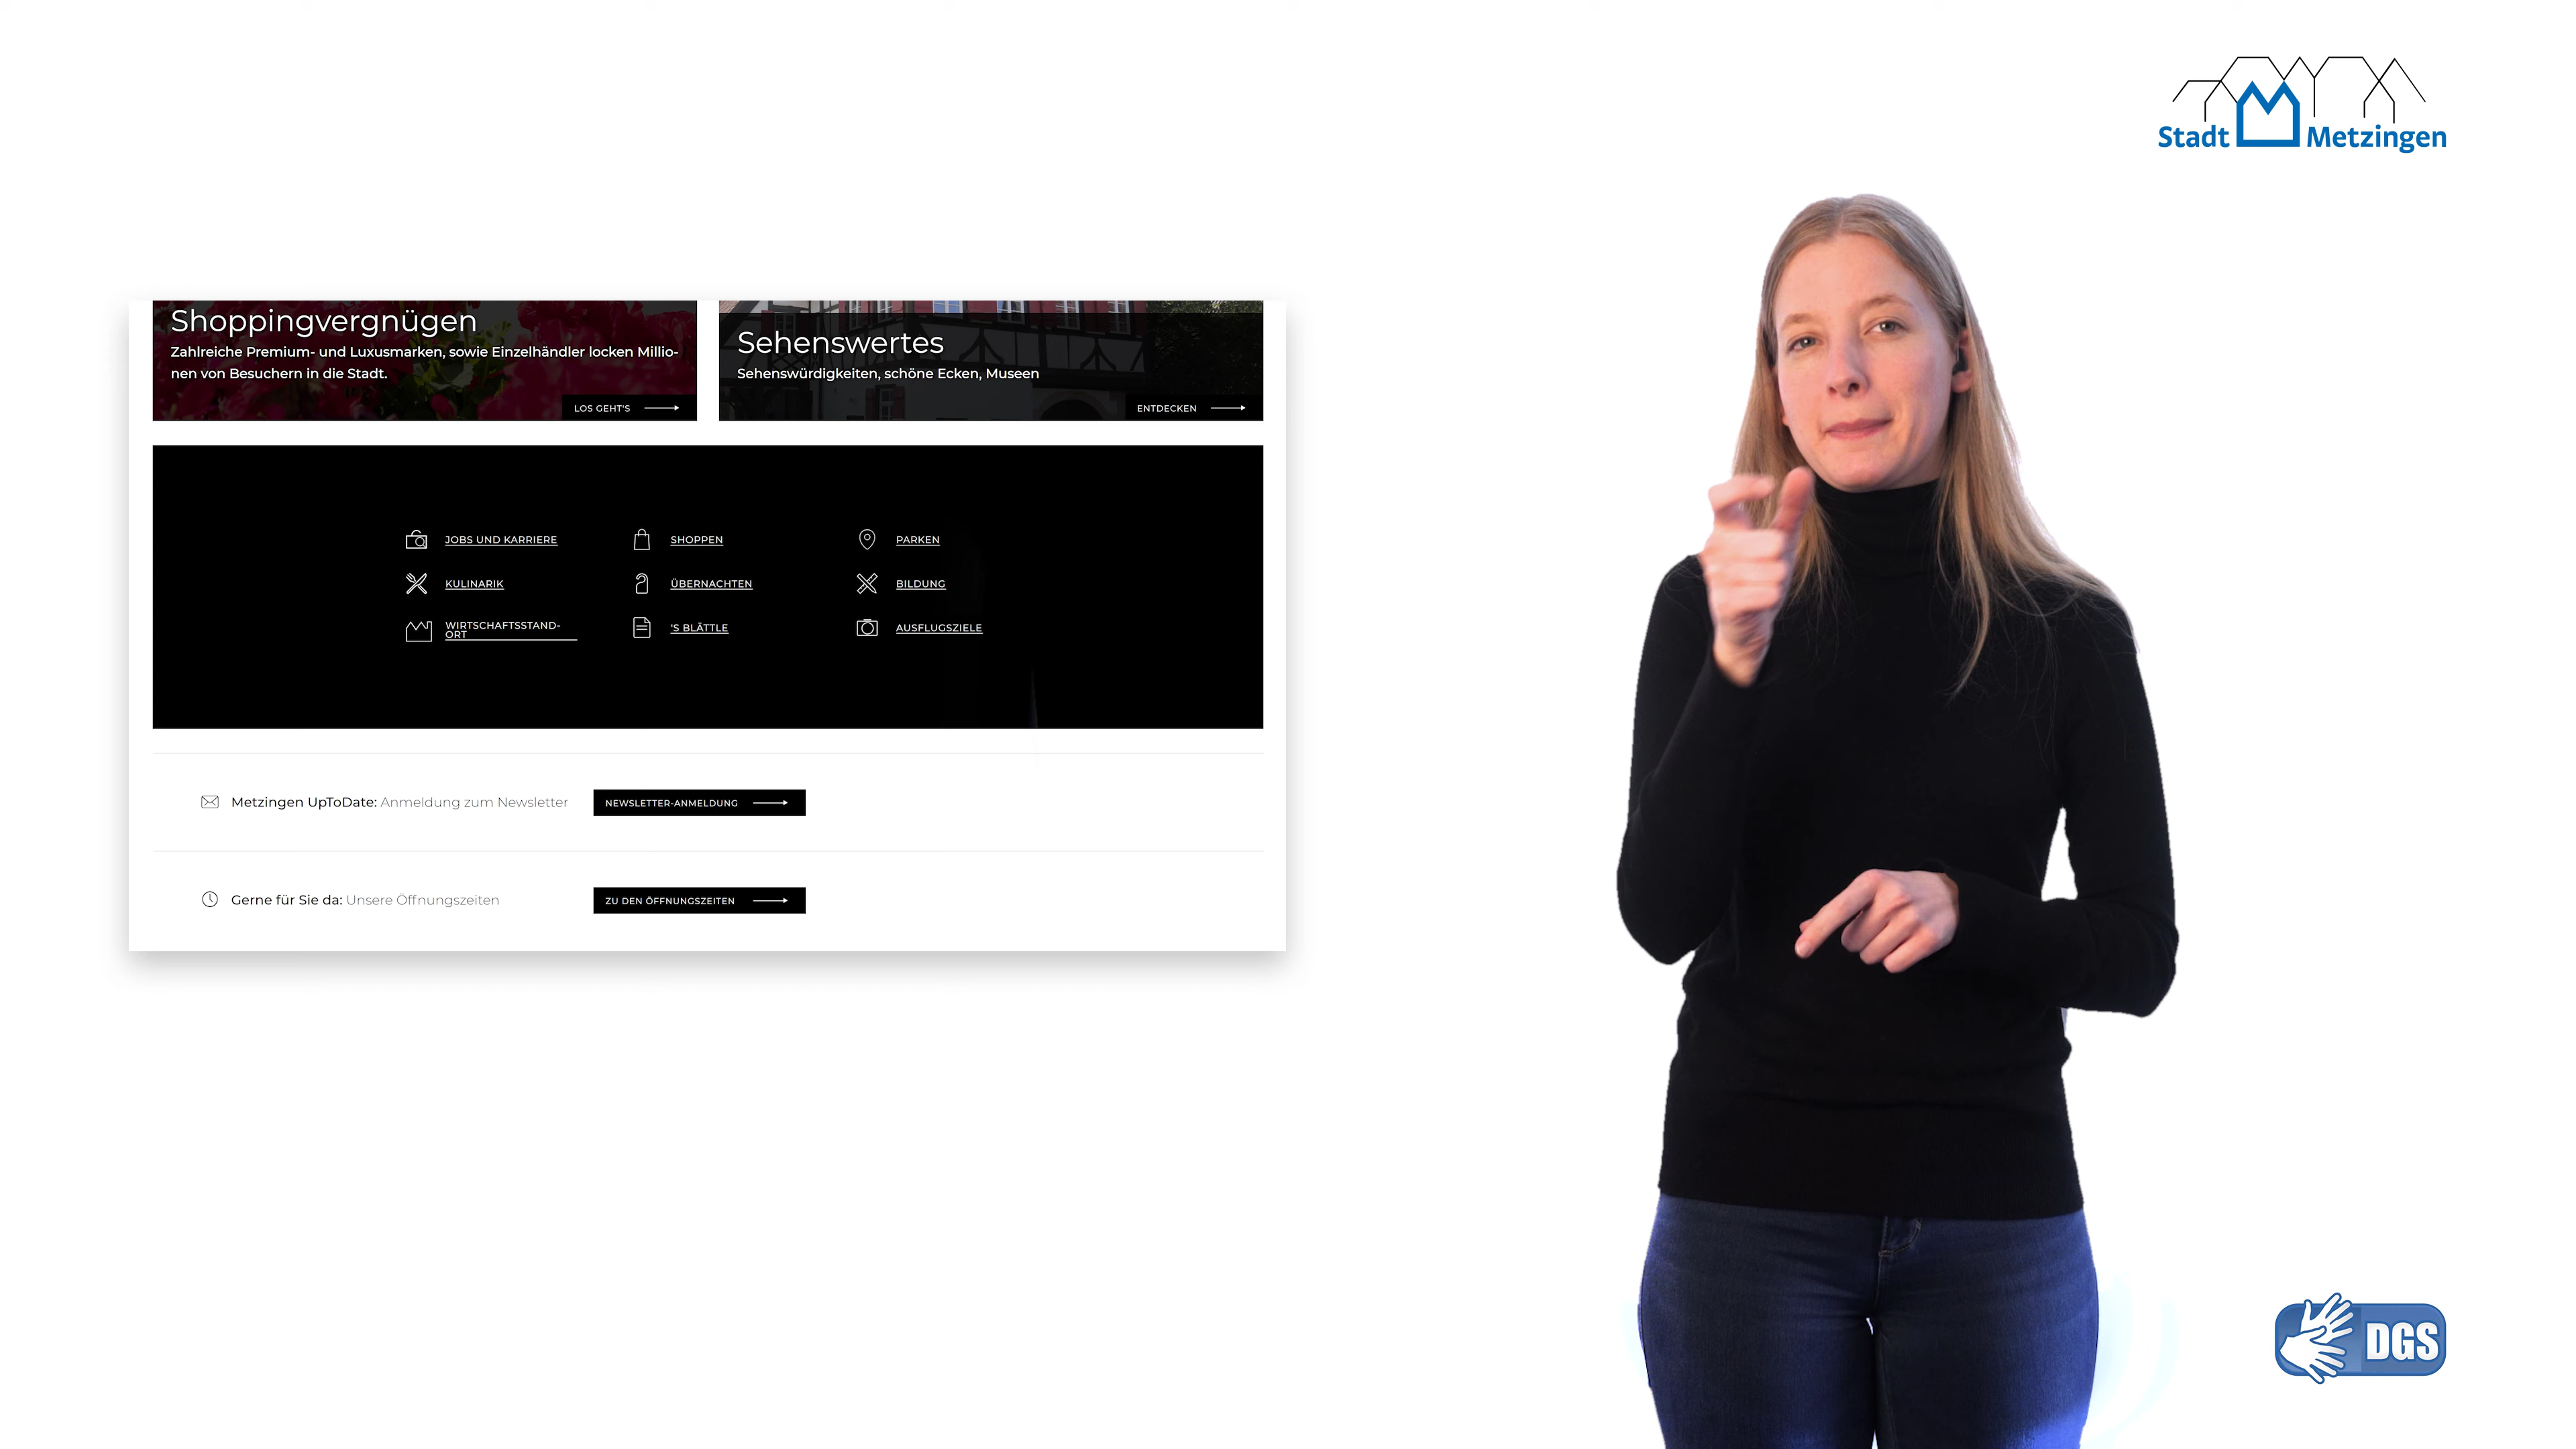 Stadt Metzingen
Shoppingvergnügen
Zahlreiche Premium- und Luxusmarken, sowie Einzelhändler locken Millio-
nen von Besuchern in die Stadt.
LOS GEHT'S
Sehenswertes
Sehenswürdigkeiten, schöne Ecken, Museen
ENTDECKEN
JOBS UND KARRIERE
SHOPPEN
PARKEN
KULINARIK
ÜBERNACHTEN
BILDUNG
WIRTSCHAFTSSTAND-
ORT
'S BLÄTTLE
AUSFLUGSZIELE
Metzingen UpToDate: Anmeldung zum Newsletter
NEWSLETTER-ANMELDUNG
Gerne für Sie da: Unsere Öffnungszeiten
ZU DEN ÖFFNUNGSZEITEN
DGS